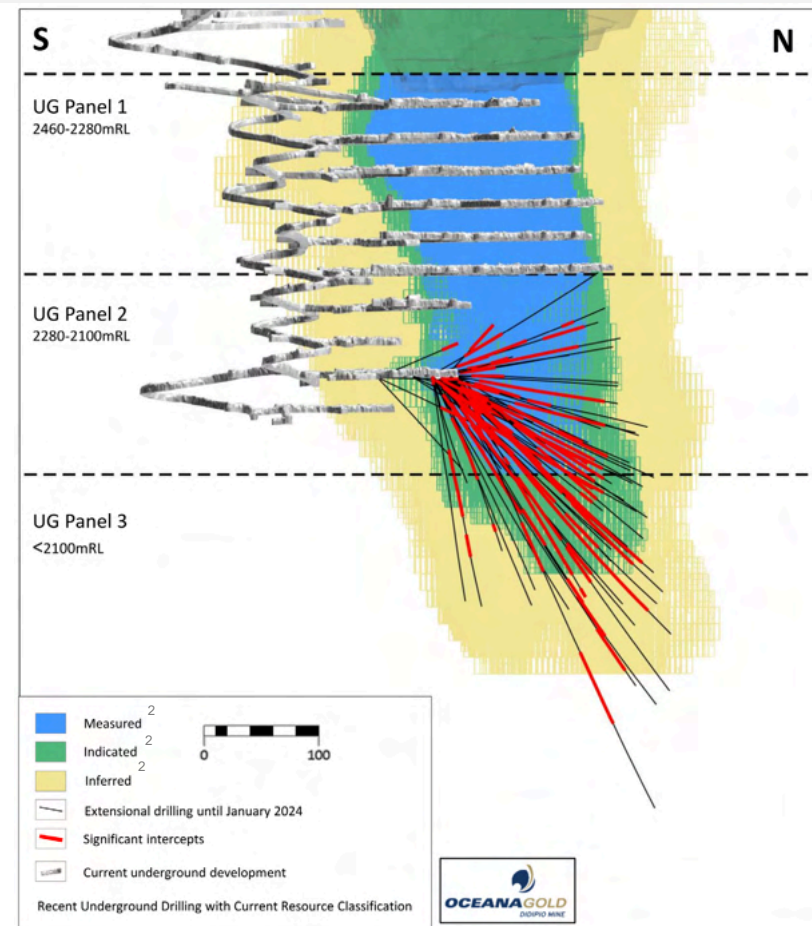 S
N
UG Panel 1
2460-2280mRL
UG Panel 2
2280-2100mRL
UG Panel 3
<2100mRL
Measured 2
Indicated 2
Inferred 2
0 100
Extensional drilling until January 2024
Significant intercepts
Current underground development
Recent Underground Drilling with Current Resource Classification
OCEANAGOLD
DIDIPIO MINE